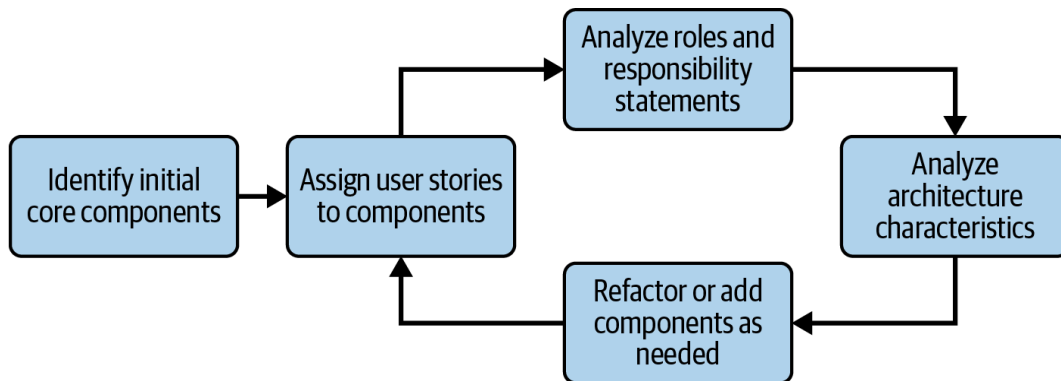 Identify initial
core components
Assign user stories
to components
Analyze roles and
responsibility
statements
Analyze
architecture
characteristics
Refactor or add
components as
needed